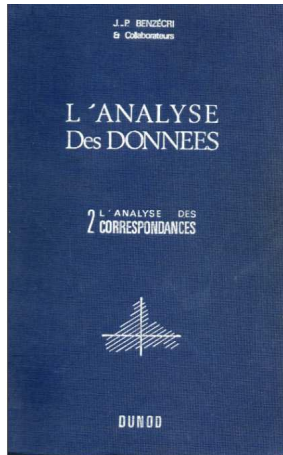 J.-P. BENZÉCRI
& Collaborateurs
L'ANALYSE
Des DONNEES
2 L'ANALYSE DES
CORRESPONDANCES
DUNOD